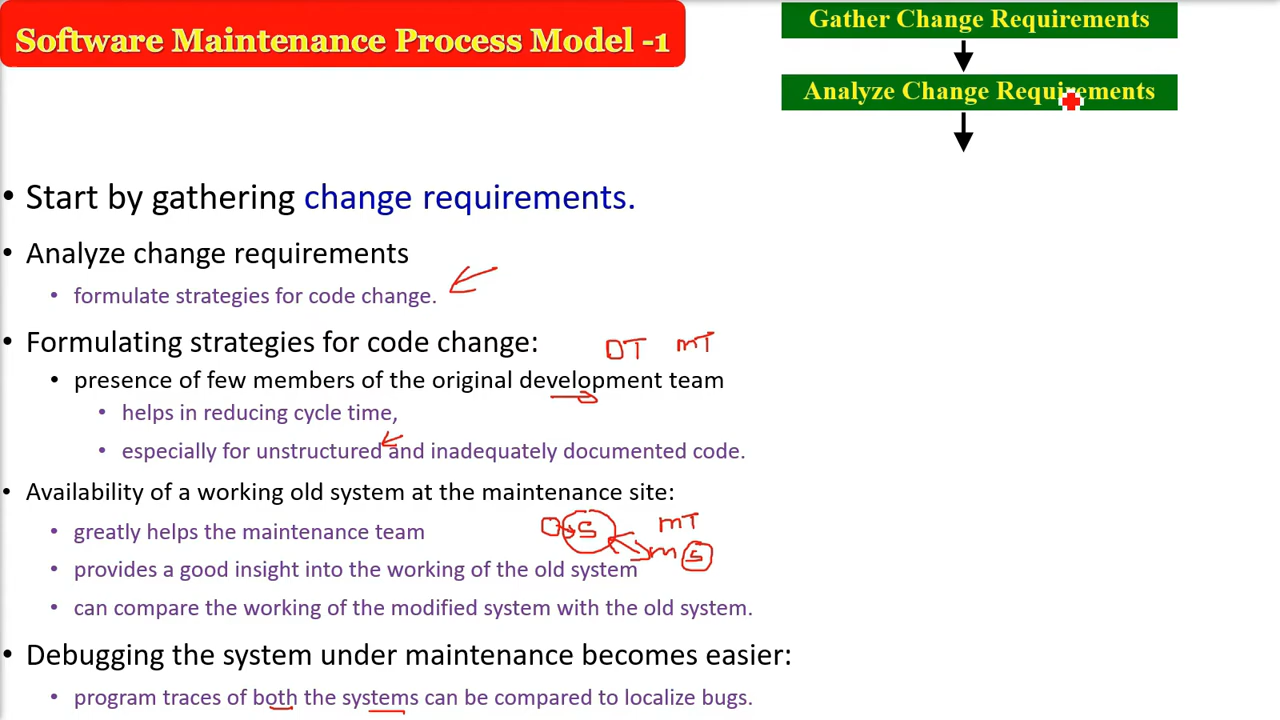 Software Maintenance Process Model -1
Gather Change Requirements
Analyze Change Requirements
• Start by gathering change requirements.
• Analyze change requirements
• formulate strategies for code change.
• Formulating strategies for code change:
DT mT
• presence of few members of the original development team
• helps in reducing cycle time,
• especially for unstructured and inadequately documented code.
• Availability of a working old system at the maintenance site:
• greatly helps the maintenance team
S mT
m S
• provides a good insight into the working of the old system
• can compare the working of the modified system with the old system.
• Debugging the system under maintenance becomes easier:
• program traces of both the systems can be compared to localize bugs.